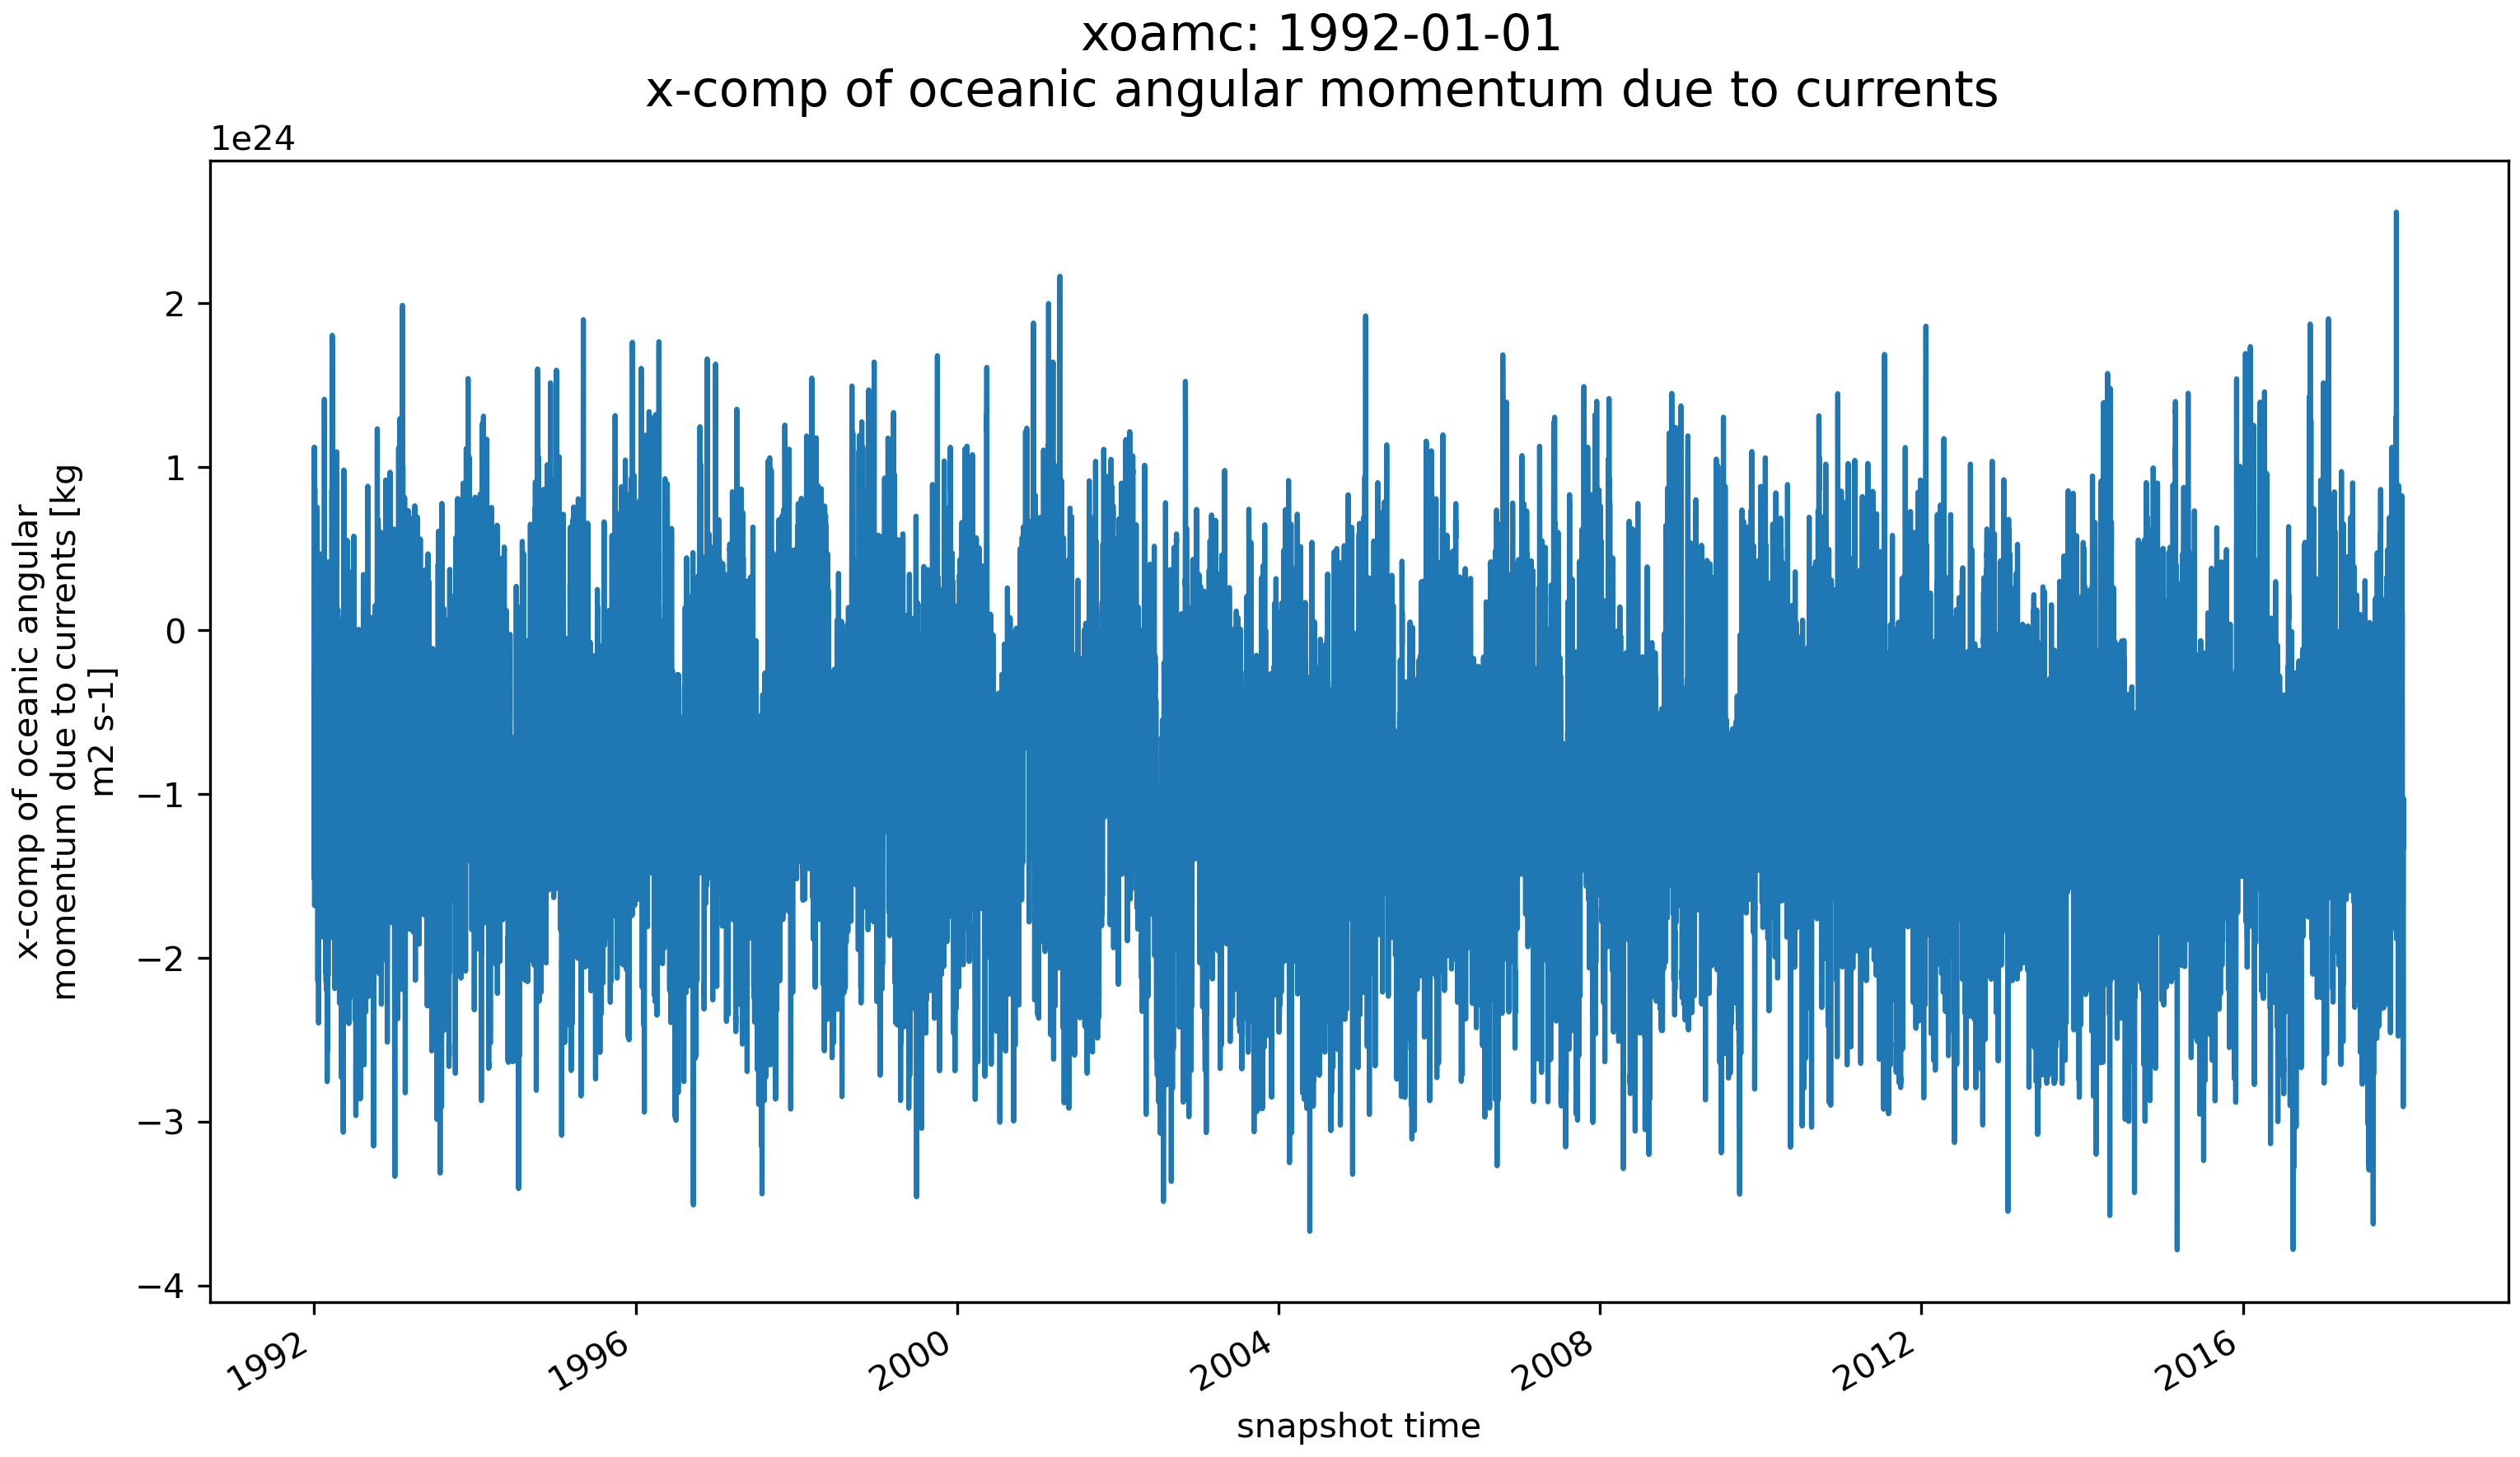 xoamc: 1992-01-01
x-comp of oceanic angular momentum due to currents
1e24
2
1
0
−1
−2
−3
−4
x-comp of oceanic angular
momentum due to currents [kg
m2 s-1]
1992
1996
2000
2004
2008
2012
2016
snapshot time